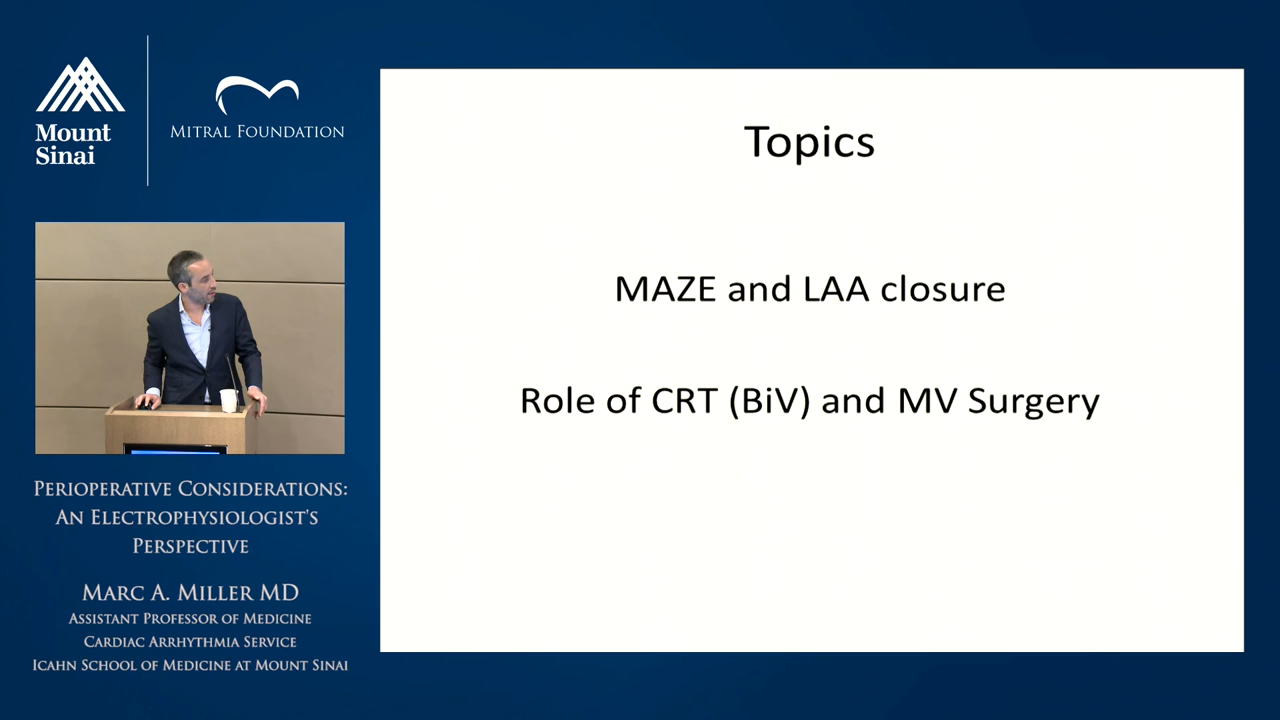 Mount
Sinai
MITRAL FOUNDATION
Topics
MAZE and LAA closure
Role of CRT (BiV) and MV Surgery
PERIOPERATIVE CONSIDERATIONS:
AN ELECTROPHYSIOLOGIST'S
PERSPECTIVE
MARC A. MILLER MD
ASSISTANT PROFESSOR OF MEDICINE
CARDIAC ARRHYTHMIA SERVICE
ICAHN SCHOOL OF MEDICINE AT MOUNT SINAI